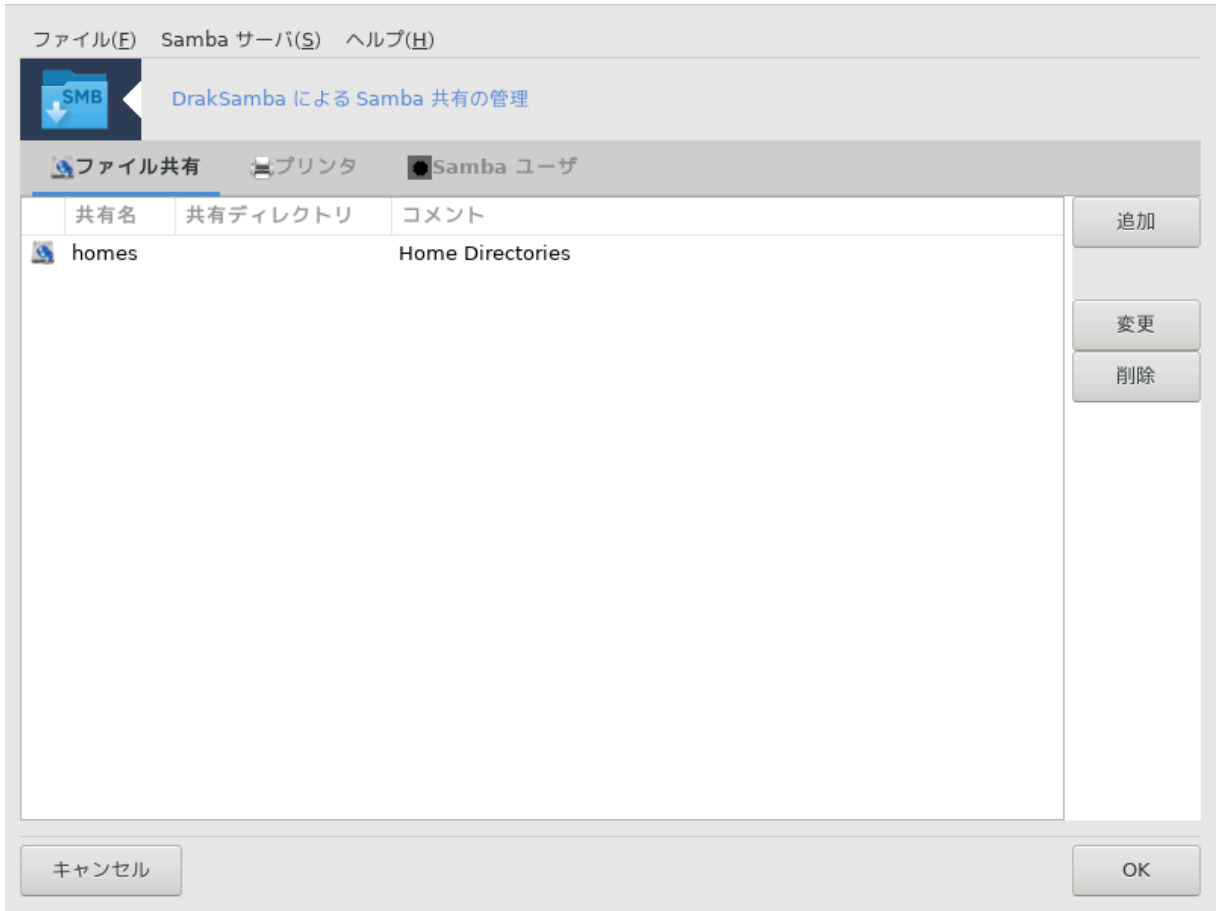 ファイル(F) Samba サーバ(S) ヘルプ(H)
SMB
DrakSamba による Samba 共有の管理
ファイル共有 プリンタ Samba ユーザ
共有名 共有ディレクトリ コメント
追加
homes Home Directories
変更
削除
キャンセル OK